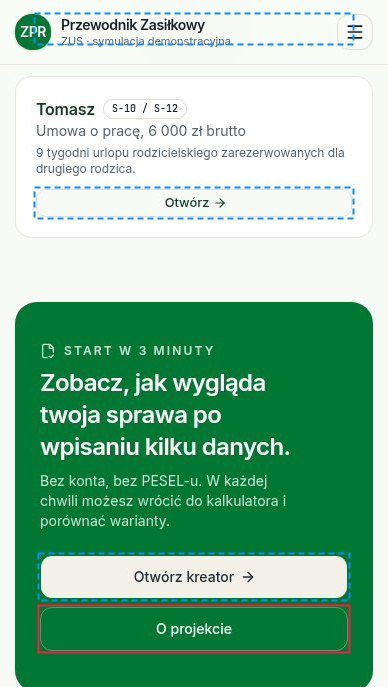 ZPR
Przewodnik Zasiłkowy
ZUS · symulacja demonstracyjna
Tomasz S-10 / S-12
Umowa o pracę, 6 000 zł brutto
9 tygodni urlopu rodzicielskiego zarezerwowanych dla
drugiego rodzica.
Otwórz →
START W 3 MINUTY
Zobacz, jak wygląda
twoja sprawa po
wpisaniu kilku danych.
Bez konta, bez PESEL-u. W każdej
chwili możesz wrócić do kalkulatora i
porównać warianty.
Otwórz kreator →
O projekcie